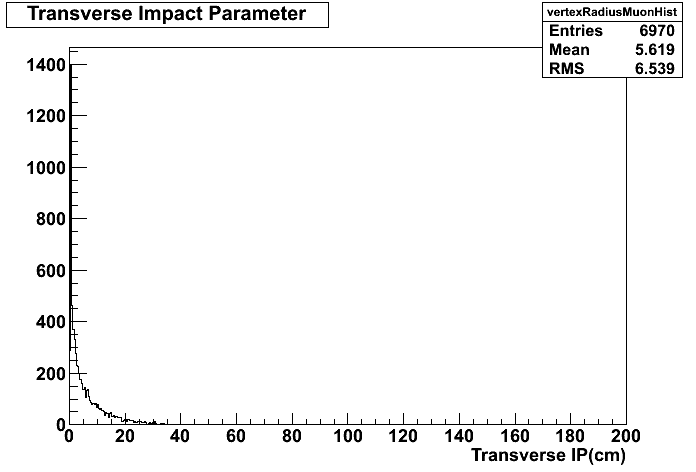 Transverse Impact Parameter
vertexRadiusMuonHist
Entries 6970
Mean 5.619
RMS 6.539
1400
1200
1000
800
600
400
200
0
0 20 40 60 80 100 120 140 160 180 200
Transverse IP(cm)